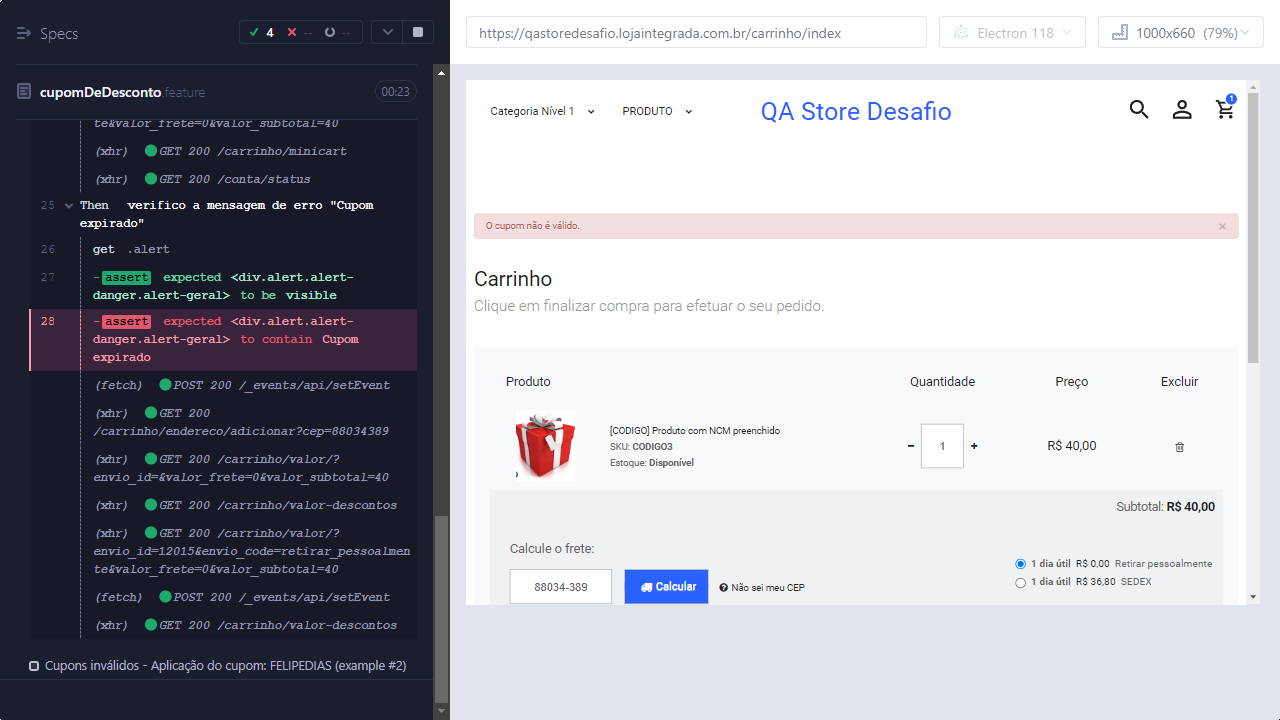 Specs
4
--
--
cupomDeDesconto.feature
00:23
te&valor_frete=0&valor_subtotal=40
(xhr) GET 200 /carrinho/minicart
(xhr) GET 200 /conta/status
25 Then verifico a mensagem de erro "Cupom
expirado"
26 get .alert
27 -assert expected <div.alert.alert-
danger.alert-geral> to be visible
28 -assert expected <div.alert.alert-
danger.alert-geral> to contain Cupom
expirado
(fetch) POST 200 /_events/api/setEvent
(xhr) GET 200
/carrinho/endereco/adicionar?cep=88034389
(xhr) GET 200 /carrinho/valor/?
envio_id=&valor_frete=0&valor_subtotal=40
(xhr) GET 200 /carrinho/valor-descontos
(xhr) GET 200 /carrinho/valor/?
envio_id=12015&envio_code=retirar_pessoalmen
te&valor_frete=0&valor_subtotal=40
(fetch) POST 200 /_events/api/setEvent
(xhr) GET 200 /carrinho/valor-descontos
Cupons inválidos - Aplicação do cupom: FELIPEDIAS (example #2)
https://qastoredesafio.lojaintegrada.com.br/carrinho/index
Electron 118
1000x660 (79%)
Categoria Nível 1
PRODUTO
QA Store Desafio
1
O cupom não é válido.
×
Carrinho
Clique em finalizar compra para efetuar o seu pedido.
Produto Quantidade Preço Excluir
[CODIGO] Produto com NCM preenchido
SKU: CODIGO3
Estoque: Disponível
- 1 +
R$ 40,00
Subtotal: R$ 40,00
Calcule o frete:
88034-389
Calcular
Não sei meu CEP
1 dia útil R$ 0,00 Retirar pessoalmente
1 dia útil R$ 36,80 SEDEX